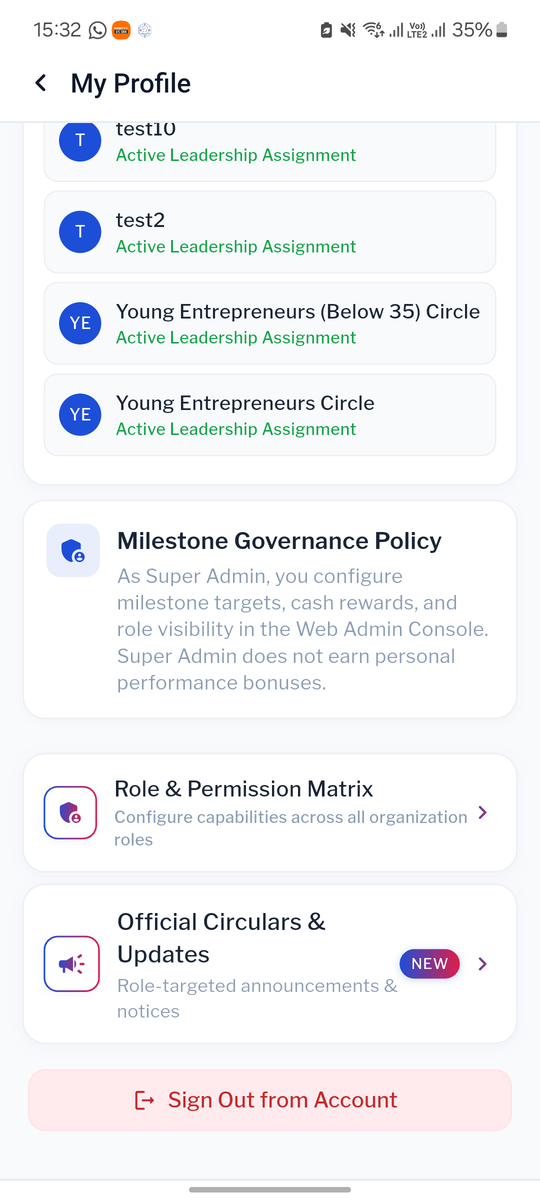 15:32
Vo))
LTE2
35%
My Profile
T
test10
Active Leadership Assignment
T
test2
Active Leadership Assignment
YE
Young Entrepreneurs (Below 35) Circle
Active Leadership Assignment
YE
Young Entrepreneurs Circle
Active Leadership Assignment
Milestone Governance Policy
As Super Admin, you configure
milestone targets, cash rewards, and
role visibility in the Web Admin Console.
Super Admin does not earn personal
performance bonuses.
Role & Permission Matrix
Configure capabilities across all organization
roles
Official Circulars &
Updates
NEW
Role-targeted announcements &
notices
Sign Out from Account